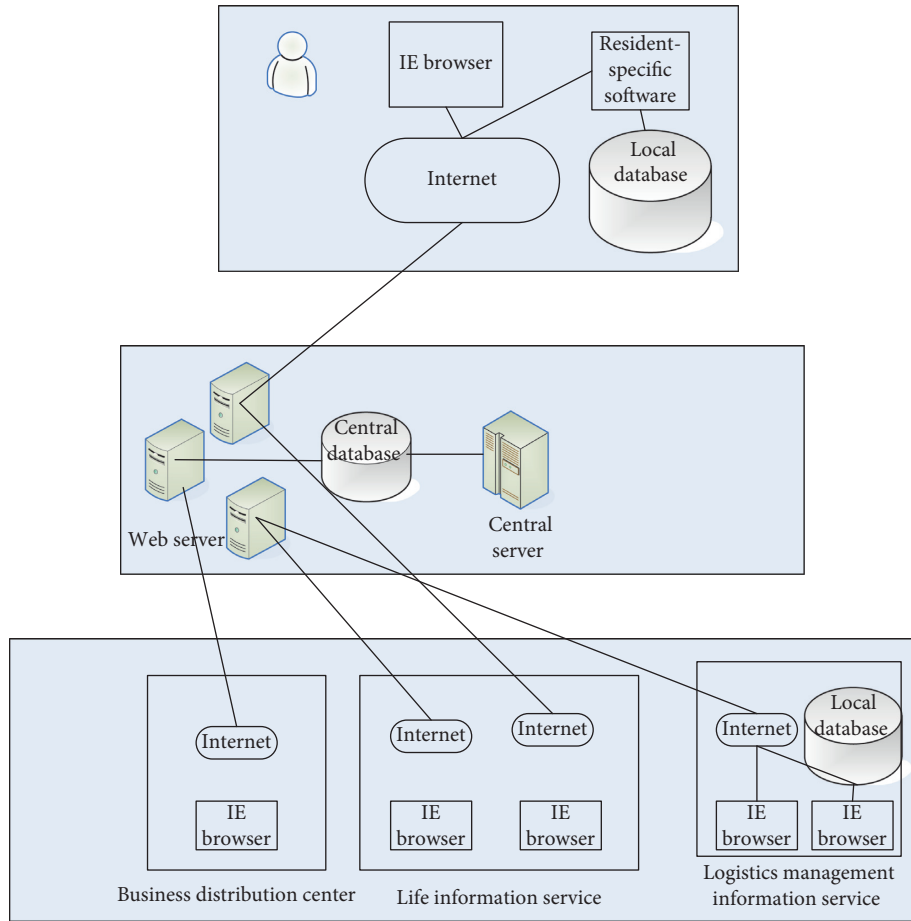 IE browser
Resident-
specific
software
Local
database
Internet
Central
database
Web server
Central
server
Internet
Internet
Internet
Internet
Local
database
IE
browser
IE
browser
IE
browser
IE
browser
IE
browser
Business distribution center
Life information service
Logistics management
information service